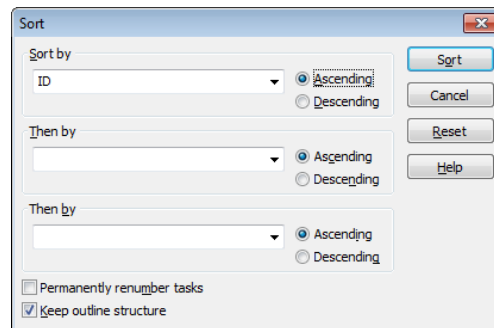 Sort
Sort by
ID
Ascending
Descending
Sort
Cancel
Reset
Help
Then by
Ascending
Descending
Then by
Ascending
Descending
Permanently renumber tasks
Keep outline structure